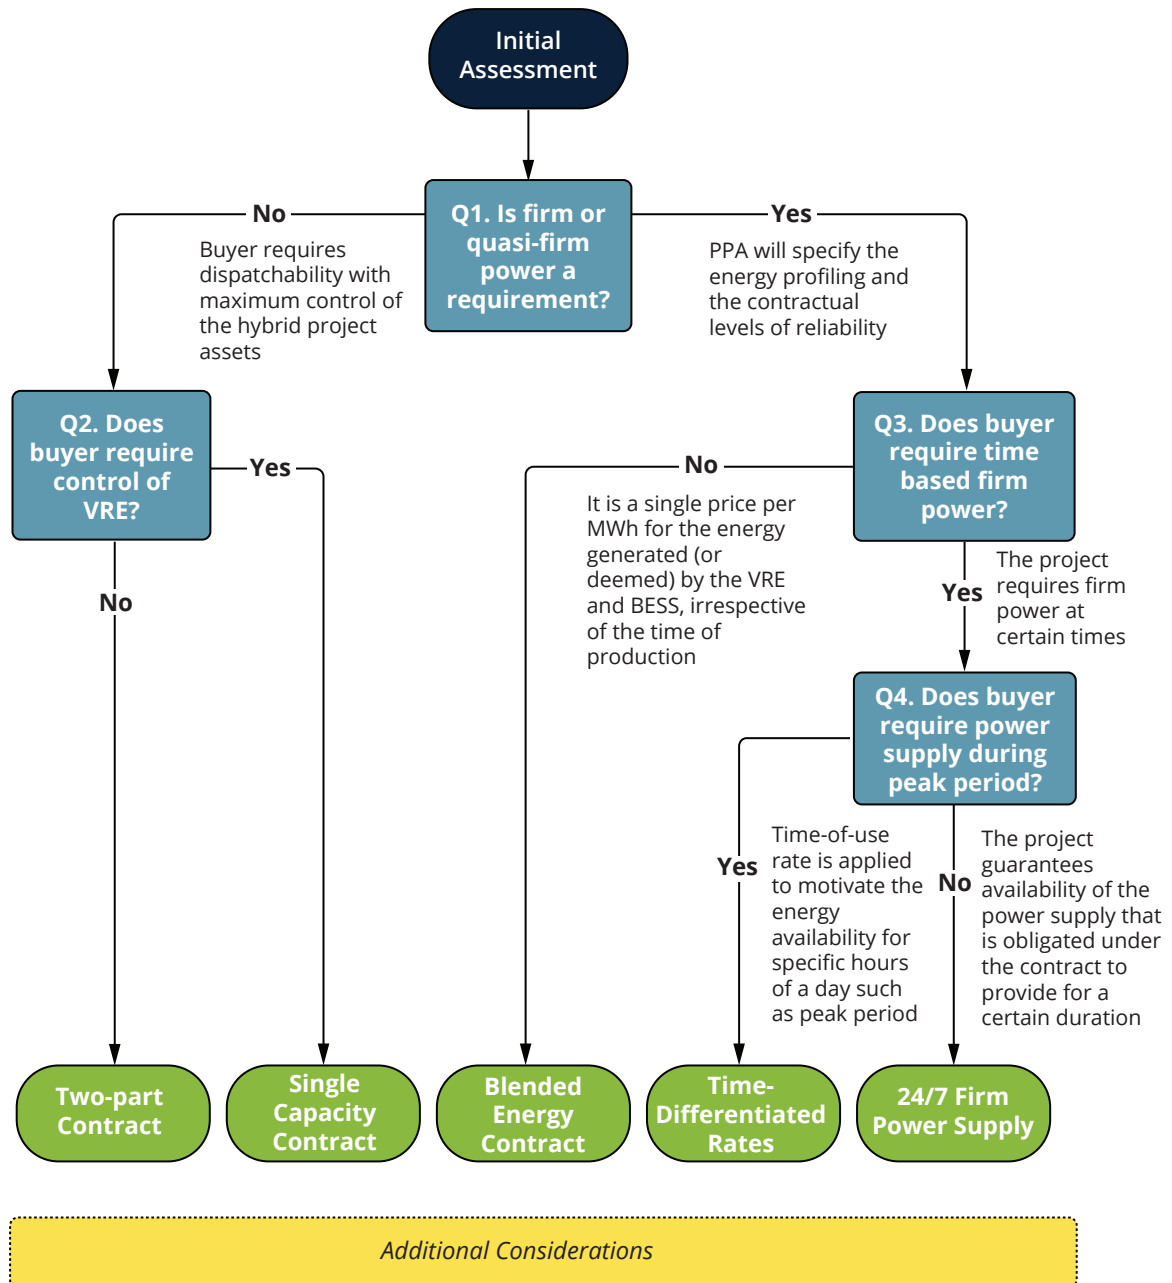 Initial
Assessment
Q1. Is firm or
quasi-firm
power a
requirement?
No
Buyer requires
dispatchability with
maximum control of
the hybrid project
assets
Yes
PPA will specify the
energy profiling and
the contractual
levels of reliability
Q2. Does
buyer require
control of
VRE?
Yes
No
Q3. Does buyer
require time
based firm
power?
No
It is a single price per
MWh for the energy
generated (or
deemed) by the VRE
and BESS, irrespective
of the time of
production
Yes
The project
requires firm
power at
certain times
Q4. Does buyer
require power
supply during
peak period?
Yes
Time-of-use
rate is applied
to motivate the
energy
availability for
specific hours
of a day such
as peak period
No
The project
guarantees
availability of the
power supply that
is obligated under
the contract to
provide for a
certain duration
Two-part
Contract
Single
Capacity
Contract
Blended
Energy
Contract
Time-
Differentiated
Rates
24/7 Firm
Power Supply
Additional Considerations